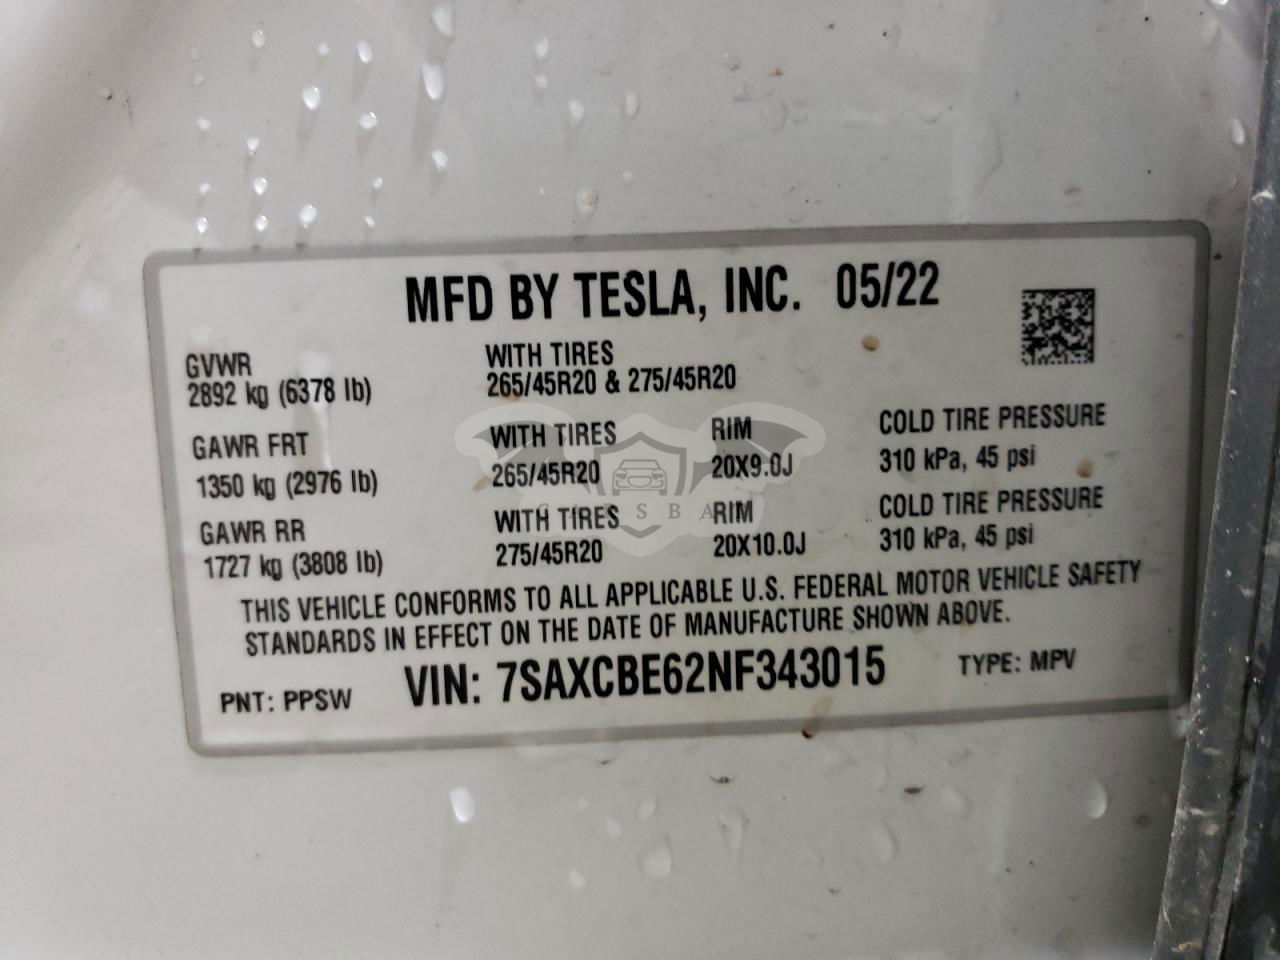 MFD BY TESLA, INC. 05/22
GVWR
2892 kg (6378 lb)
WITH TIRES
265/45R20 & 275/45R20
GAWR FRT
1350 kg (2976 lb)
WITH TIRES
265/45R20
RIM
20X9.0J
COLD TIRE PRESSURE
310 kPa, 45 psi
GAWR RR
1727 kg (3808 lb)
WITH TIRES
275/45R20
RIM
20X10.0J
COLD TIRE PRESSURE
310 kPa, 45 psi
THIS VEHICLE CONFORMS TO ALL APPLICABLE U.S. FEDERAL MOTOR VEHICLE SAFETY
STANDARDS IN EFFECT ON THE DATE OF MANUFACTURE SHOWN ABOVE.
PNT: PPSW VIN: 7SAXCBE62NF343015 TYPE: MPV